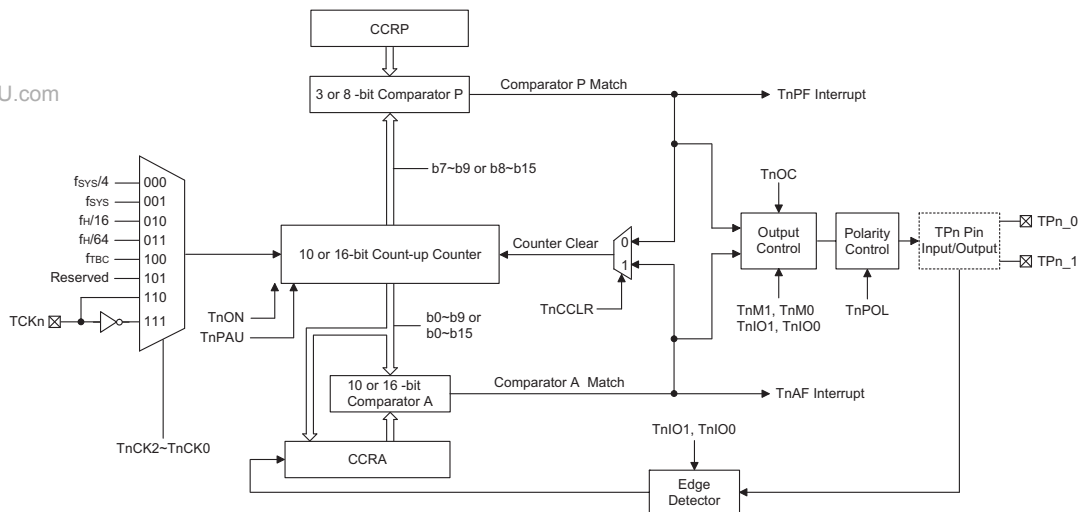 CCRP
U.com
3 or 8 -bit Comparator P
Comparator P Match
TnPF Interrupt
b7~b9 or b8~b15
fSYS/4
000
fSYS
001
fH/16
010
fH/64
011
fTBC
100
Reserved
101
110
111
TCKn
TnCK2~TnCK0
10 or 16-bit Count-up Counter
TnON
TnPAU
Counter Clear
0
1
TnCCLR
TnOC
Output
Control
TnM1, TnM0
TnIO1, TnIO0
Polarity
Control
TnPOL
TPn Pin
Input/Output
TPn_0
TPn_1
b0~b9 or
b0~b15
10 or 16 -bit
Comparator A
Comparator A Match
TnAF Interrupt
CCRA
TnIO1, TnIO0
Edge
Detector